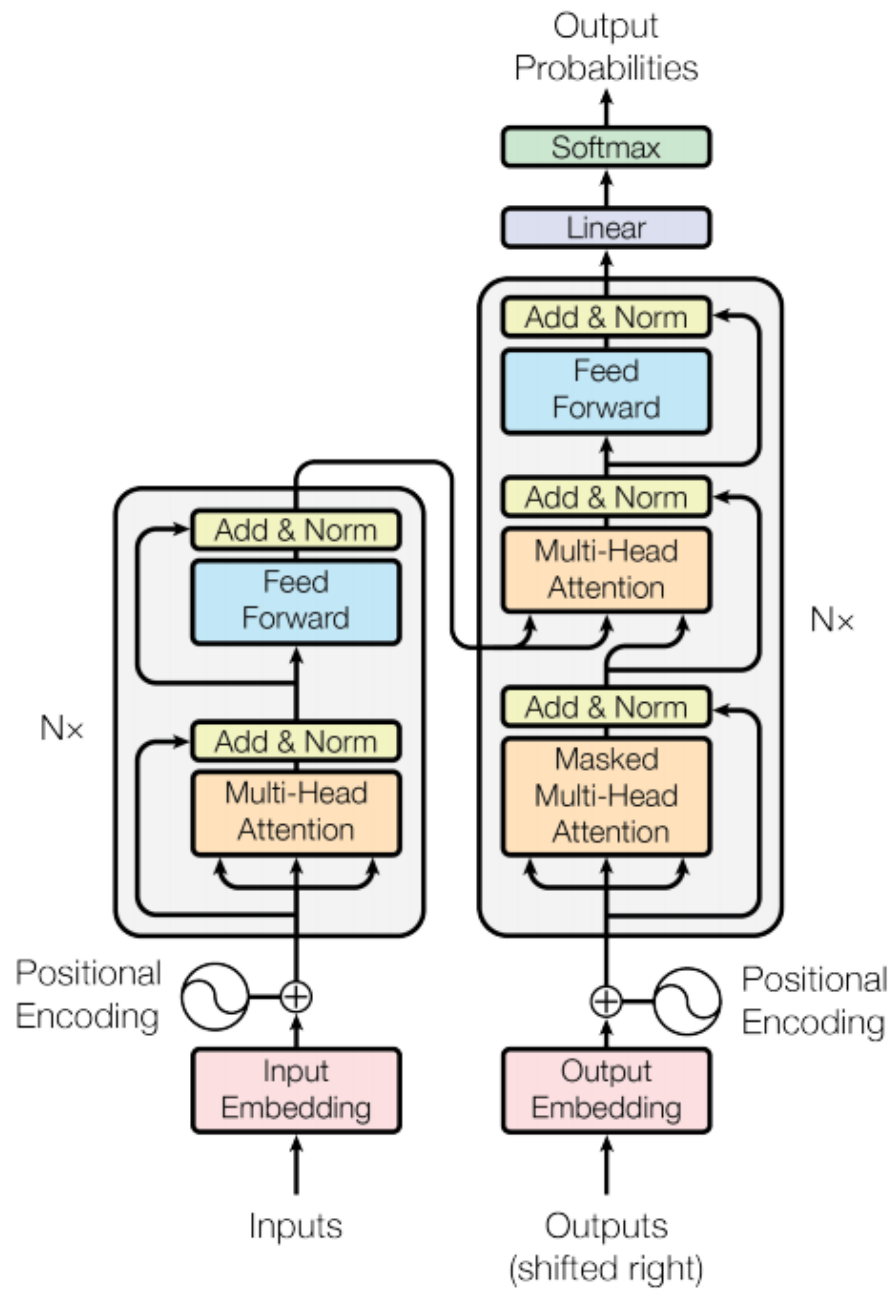 Output
Probabilities
Softmax
Linear
Add & Norm
Feed
Forward
Add & Norm
Multi-Head
Attention
Add & Norm
Masked
Multi-Head
Attention
N×
Add & Norm
Feed
Forward
Add & Norm
Multi-Head
Attention
N×
Positional
Encoding
Positional
Encoding
Input
Embedding
Output
Embedding
Inputs
Outputs
(shifted right)